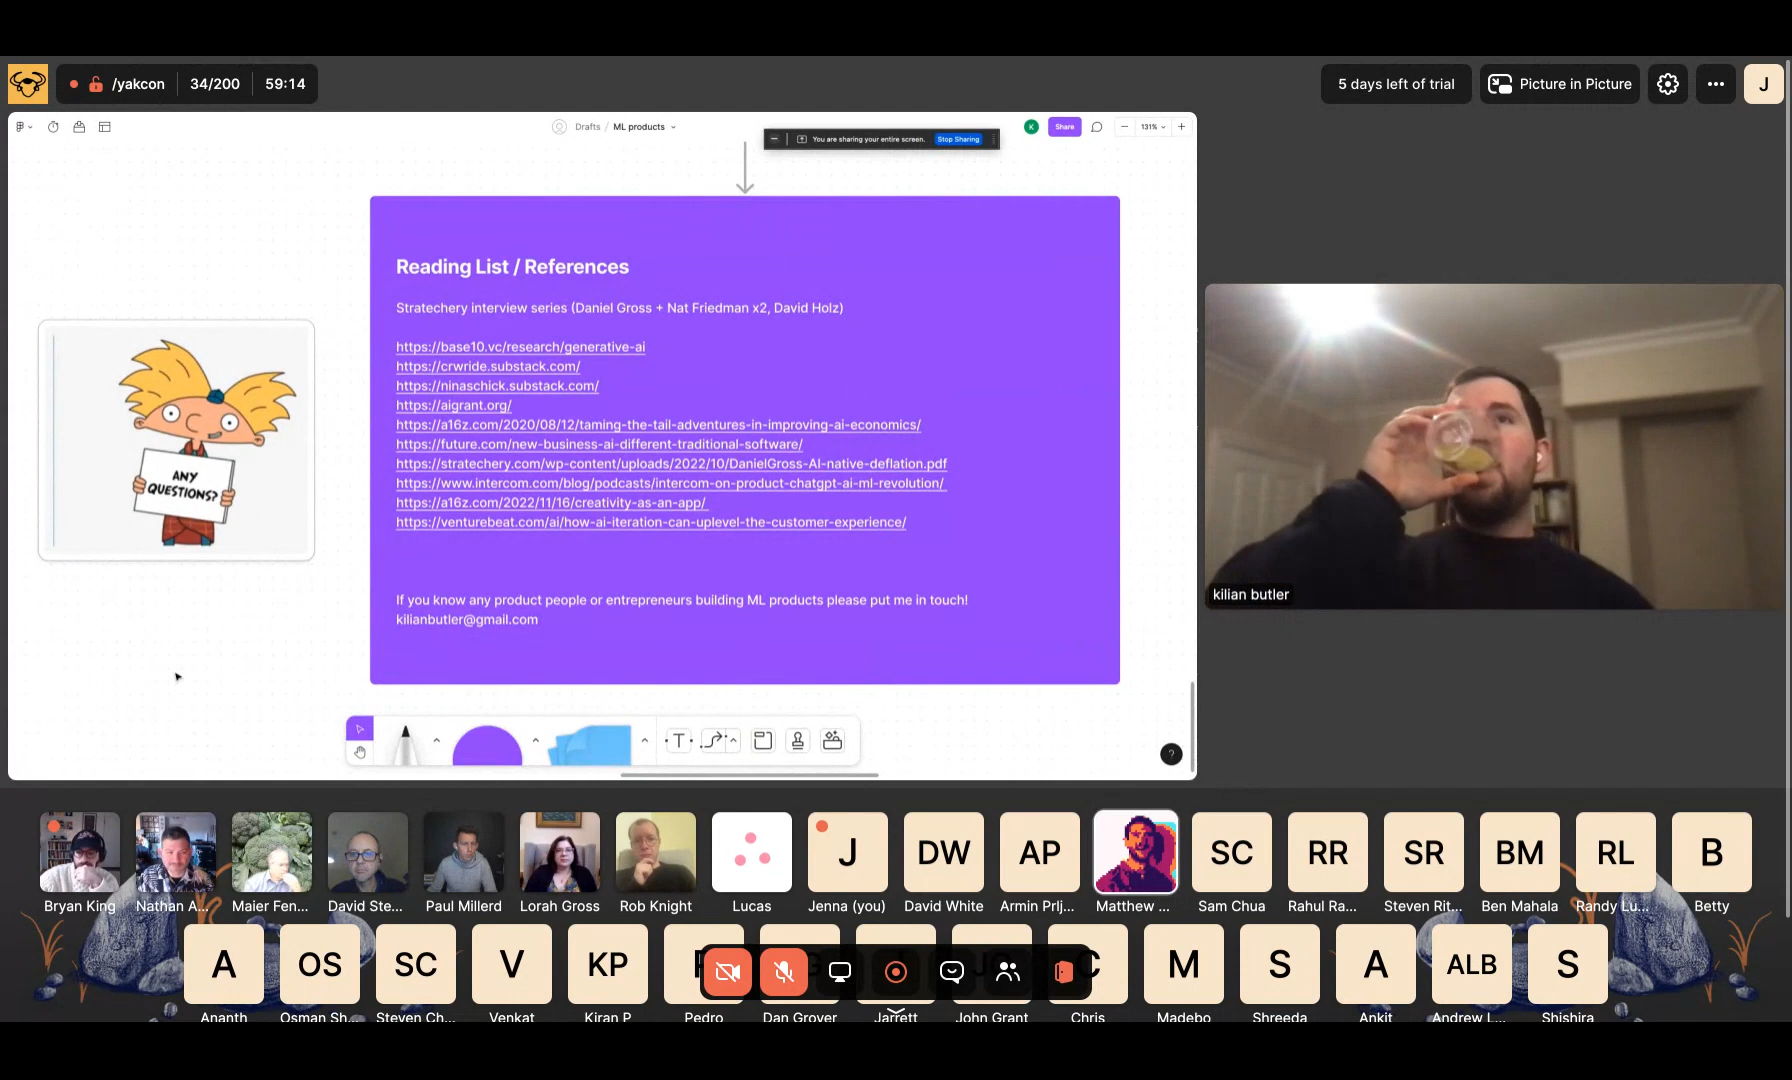 /yakcon 34/200 59:14
5 days left of trial Picture in Picture J
Drafts / ML products
You are sharing your entire screen. Stop Sharing
K Share 131%
Reading List / References
Stratechery interview series (Daniel Gross + Nat Friedman x2, David Holz)
https://base10.vc/research/generative-ai
https://crwride.substack.com/
https://ninaschick.substack.com/
https://aigrant.org/
https://a16z.com/2020/08/12/taming-the-tail-adventures-in-improving-ai-economics/
https://future.com/new-business-ai-different-traditional-software/
https://stratechery.com/wp-content/uploads/2022/10/DanielGross-AI-native-deflation.pdf
https://www.intercom.com/blog/podcasts/intercom-on-product-chatgpt-ai-ml-revolution/
https://a16z.com/2022/11/16/creativity-as-an-app/
https://venturebeat.com/ai/how-ai-iteration-can-uplevel-the-customer-experience/
If you know any product people or entrepreneurs building ML products please put me in touch!
kilianbutler@gmail.com
ANY
QUESTIONS?
T
?
kilian butler
J DW AP SC RR SR BM RL B
Bryan King Nathan A... Maier Fen... David Ste... Paul Millerd Lorah Gross Rob Knight Lucas Jenna (you) David White Armin Prlj... Matthew ... Sam Chua Rahul Ra... Steven Rit... Ben Mahala Randy Lu... Betty
A OS SC V KP C M S A ALB S
Ananth Osman Sh... Steven Ch... Venkat Kiran P Pedro Dan Grover Jarrett John Grant Chris Madebo Shreeda Ankit Andrew L... Shishira